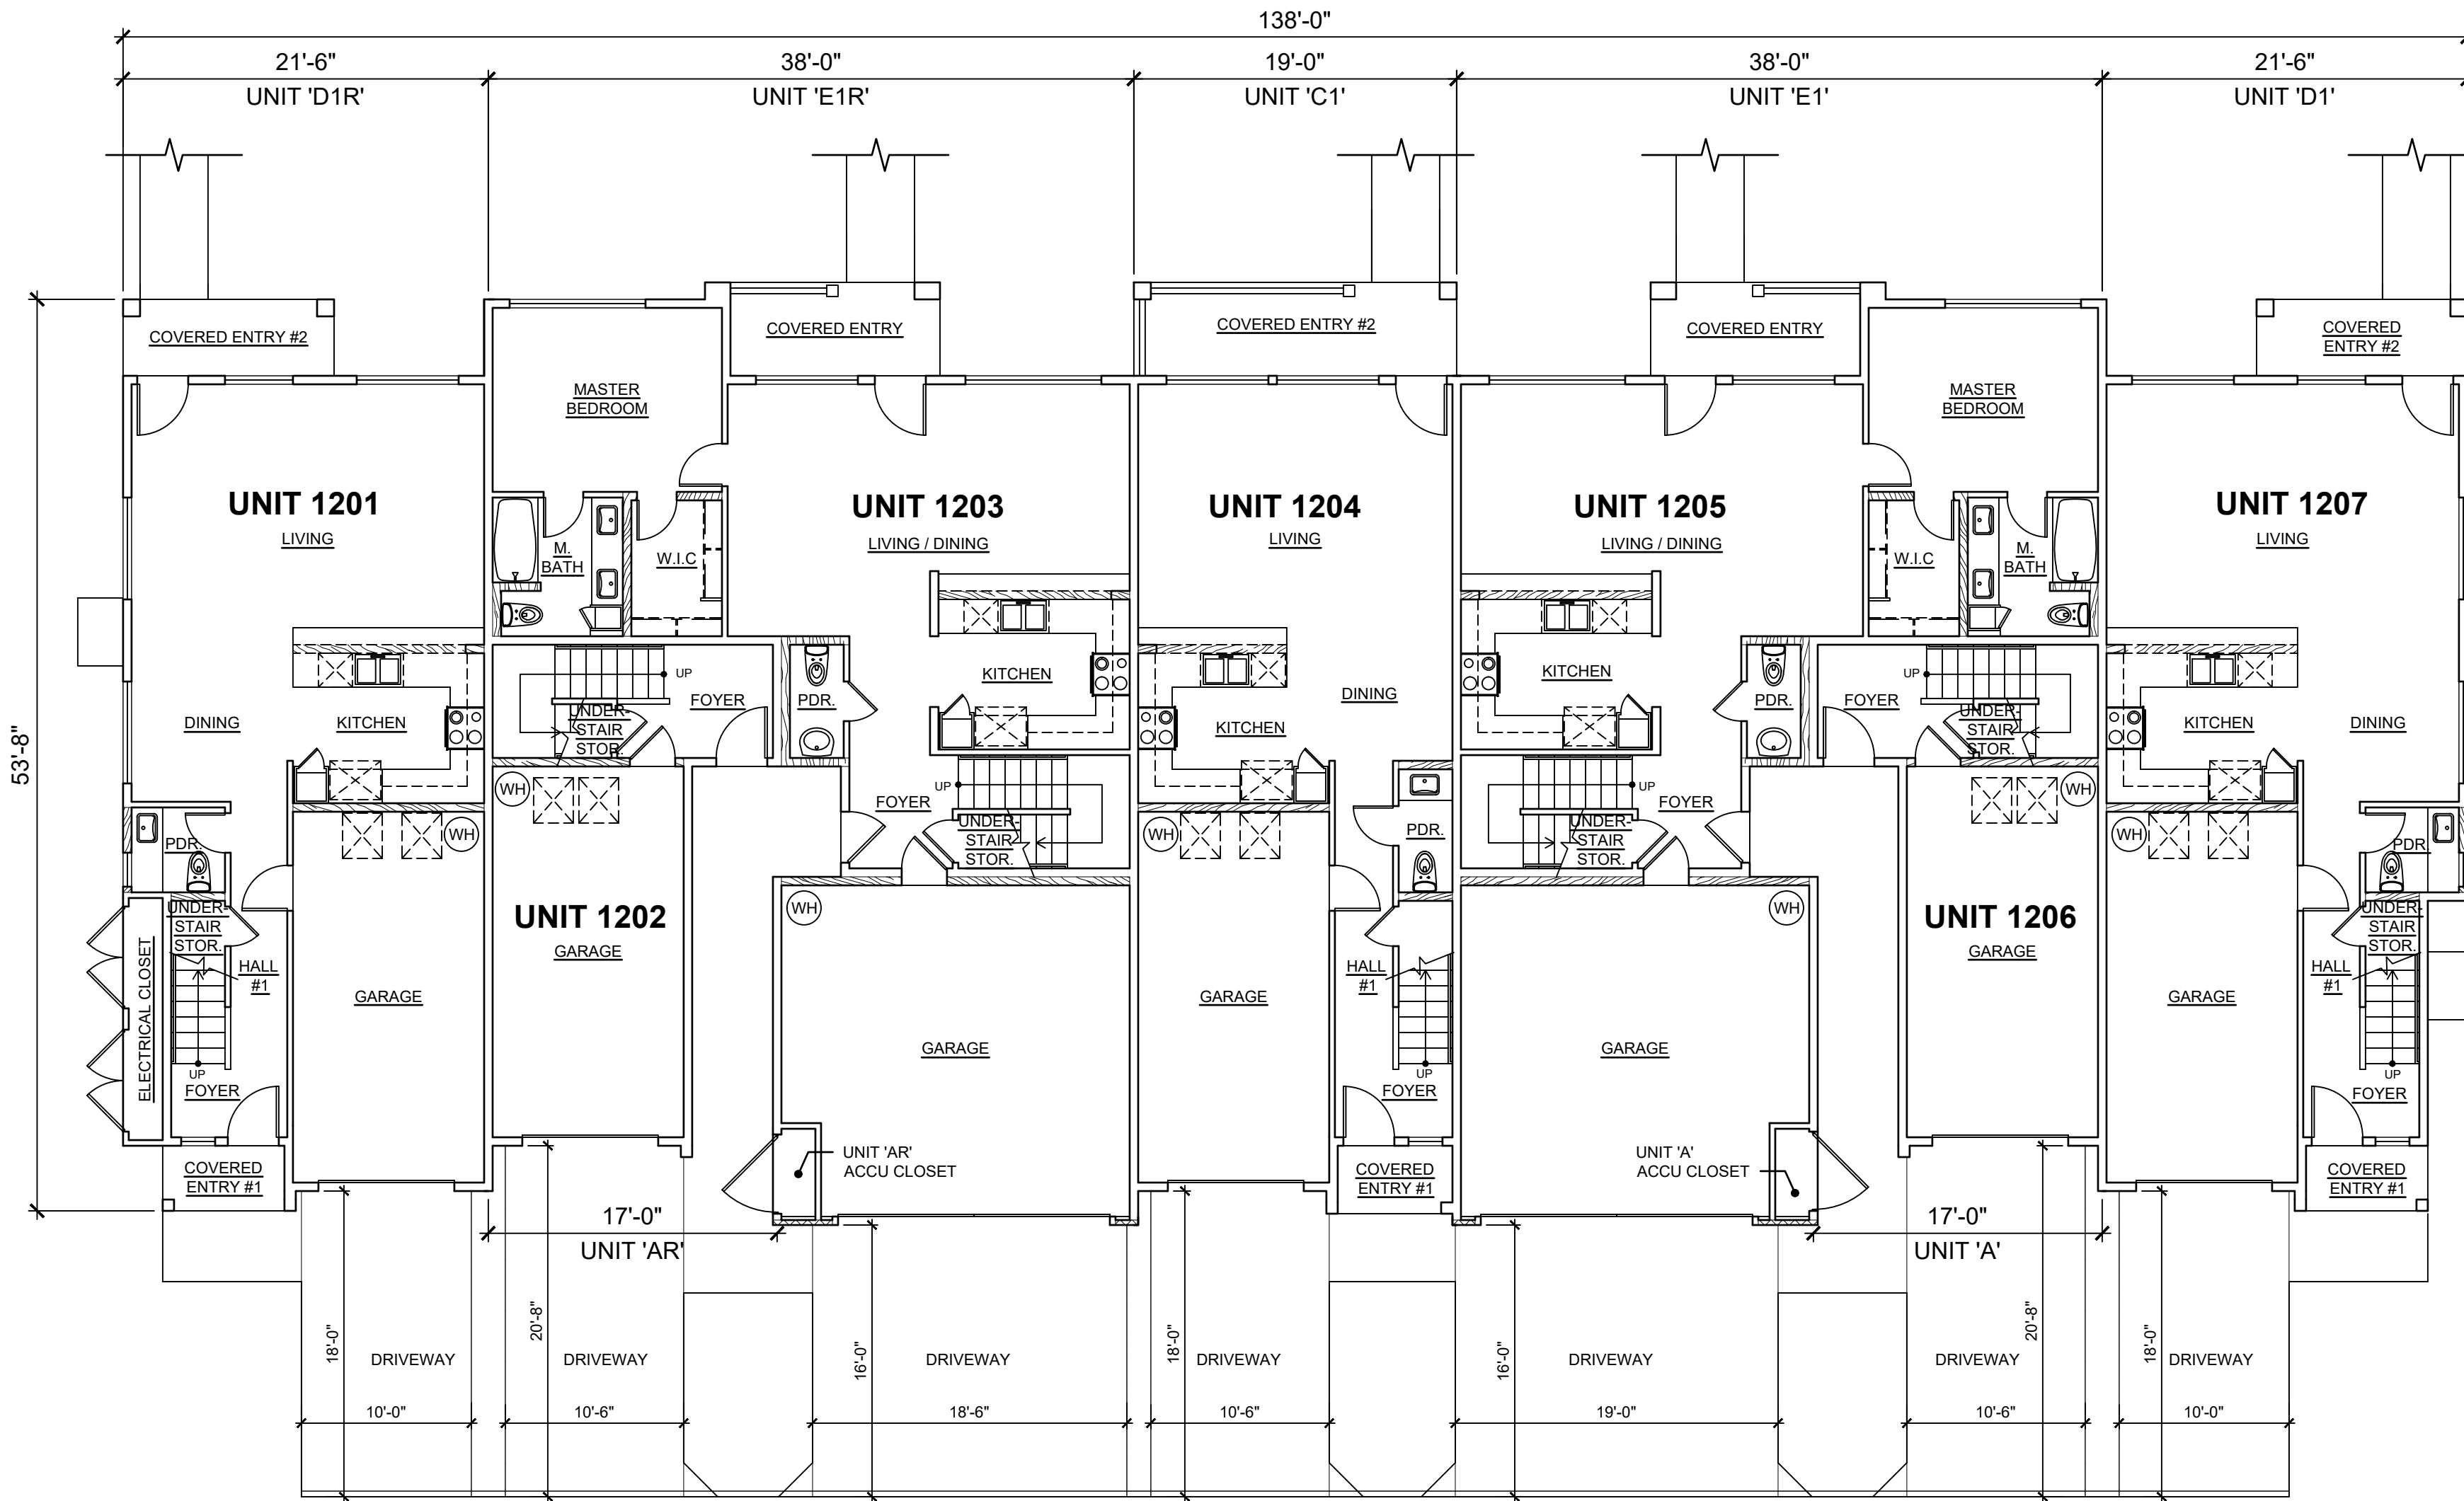 138'-0"
21'-6"
38'-0"
19'-0"
38'-0"
21'-6"
UNIT 'D1R'
UNIT 'E1R'
UNIT 'C1'
UNIT 'E1'
UNIT 'D1'
53'-8"
COVERED ENTRY #2
COVERED ENTRY
COVERED ENTRY #2
COVERED ENTRY
COVERED
ENTRY #2
MASTER
BEDROOM
MASTER
BEDROOM
UNIT 1201
LIVING
UNIT 1203
LIVING / DINING
UNIT 1204
LIVING
UNIT 1205
LIVING / DINING
UNIT 1207
LIVING
M.
BATH
W.I.C
W.I.C
M.
BATH
DINING
KITCHEN
UP
FOYER
UNDER-
STAIR
STOR.
PDR.
KITCHEN
KITCHEN
DINING
KITCHEN
PDR.
FOYER
UP
UNDER-
STAIR
STOR.
KITCHEN
DINING
WH
WH
FOYER
UP
UNDER-
STAIR
STOR.
WH
PDR.
UP
FOYER
UNDER-
STAIR
STOR.
WH
WH
PDR.
PDR.
UNDER-
STAIR
STOR.
HALL
#1
ELECTRICAL CLOSET
UP
FOYER
GARAGE
UNIT 1202
GARAGE
WH
GARAGE
GARAGE
HALL
#1
UP
FOYER
WH
GARAGE
UNIT 1206
GARAGE
GARAGE
UNDER-
STAIR
STOR.
HALL
#1
UP
FOYER
PDR.
COVERED
ENTRY #1
UNIT 'AR'
ACCU CLOSET
COVERED
ENTRY #1
UNIT 'A'
ACCU CLOSET
COVERED
ENTRY #1
17'-0"
UNIT 'AR'
17'-0"
UNIT 'A'
18'-0"
20'-8"
16'-0"
18'-0"
16'-0"
20'-8"
18'-0"
DRIVEWAY
DRIVEWAY
DRIVEWAY
DRIVEWAY
DRIVEWAY
DRIVEWAY
DRIVEWAY
10'-0"
10'-6"
18'-6"
10'-6"
19'-0"
10'-6"
10'-0"